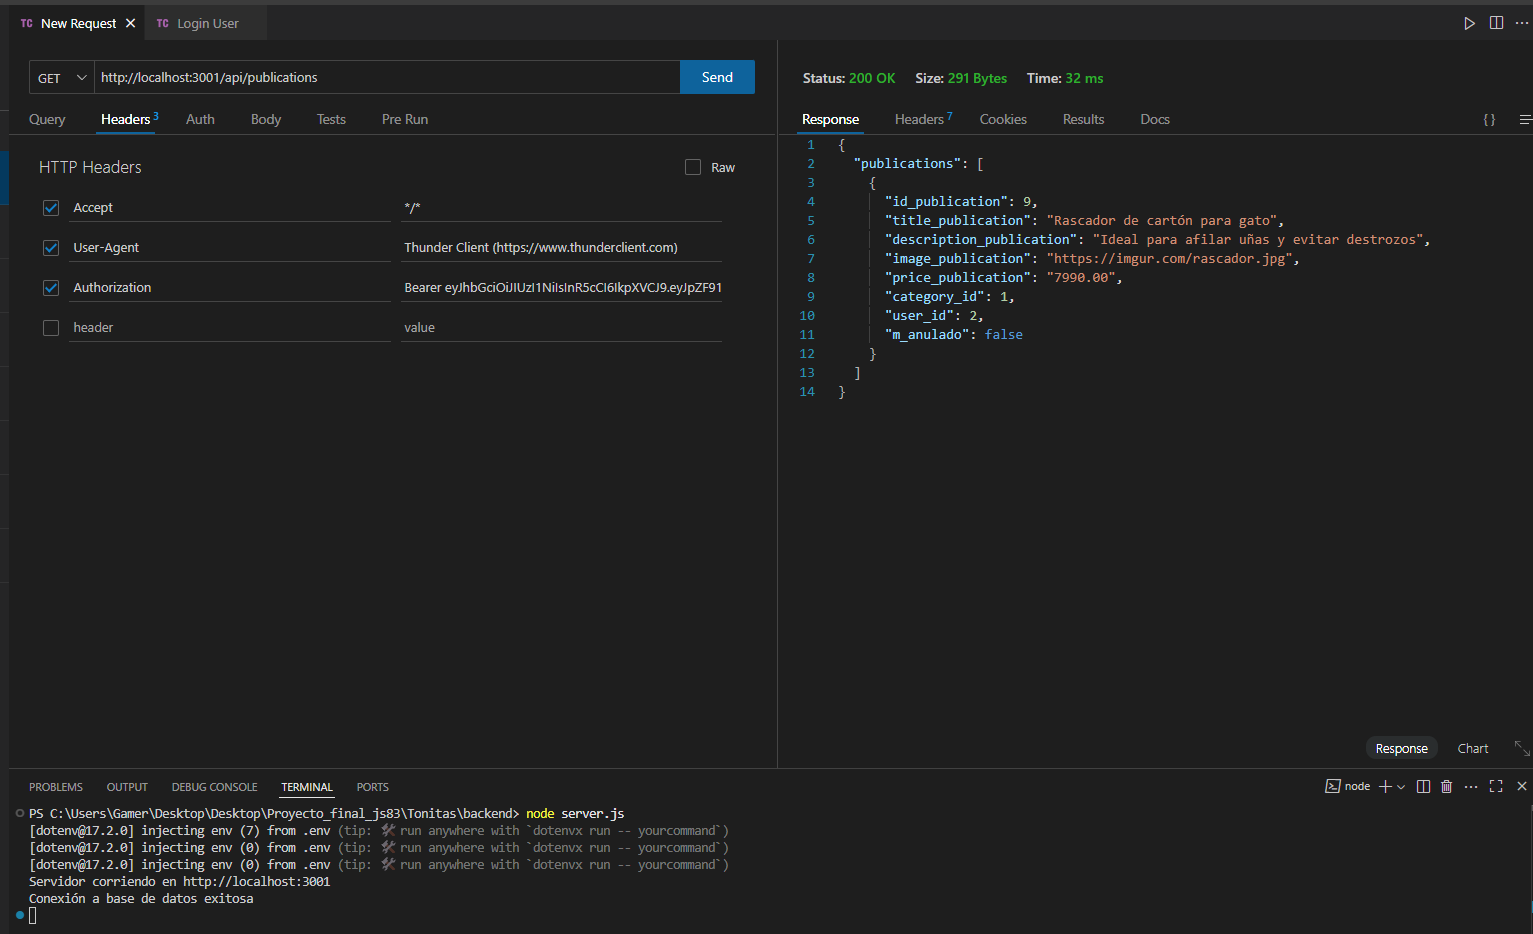 TC New Request TC Login User
GET http://localhost:3001/api/publications Send
Query Headers 3 Auth Body Tests Pre Run
HTTP Headers Raw
Accept */*
User-Agent Thunder Client (https://www.thunderclient.com)
Authorization Bearer eyJhbGciOiJIUzI1NiIsInR5cCI6IkpXVCJ9.eyJpZF91
header value
Status: 200 OK Size: 291 Bytes Time: 32 ms
Response Headers 7 Cookies Results Docs { }
1 {
2 "publications": [
3 {
4 "id_publication": 9,
5 "title_publication": "Rascador de cartón para gato",
6 "description_publication": "Ideal para afilar uñas y evitar destrozos",
7 "image_publication": "https://imgur.com/rascador.jpg",
8 "price_publication": "7990.00",
9 "category_id": 1,
10 "user_id": 2,
11 "m_anulado": false
12 }
13 ]
14 }
Response Chart
PROBLEMS OUTPUT DEBUG CONSOLE TERMINAL PORTS node
PS C:\Users\Gamer\Desktop\Desktop\Proyecto_final_js83\Tonitas\backend> node server.js
[dotenv@17.2.0] injecting env (7) from .env (tip: 🛠️ run anywhere with `dotenvx run -- yourcommand`)
[dotenv@17.2.0] injecting env (0) from .env (tip: 🛠️ run anywhere with `dotenvx run -- yourcommand`)
[dotenv@17.2.0] injecting env (0) from .env (tip: 🛠️ run anywhere with `dotenvx run -- yourcommand`)
Servidor corriendo en http://localhost:3001
Conexión a base de datos exitosa